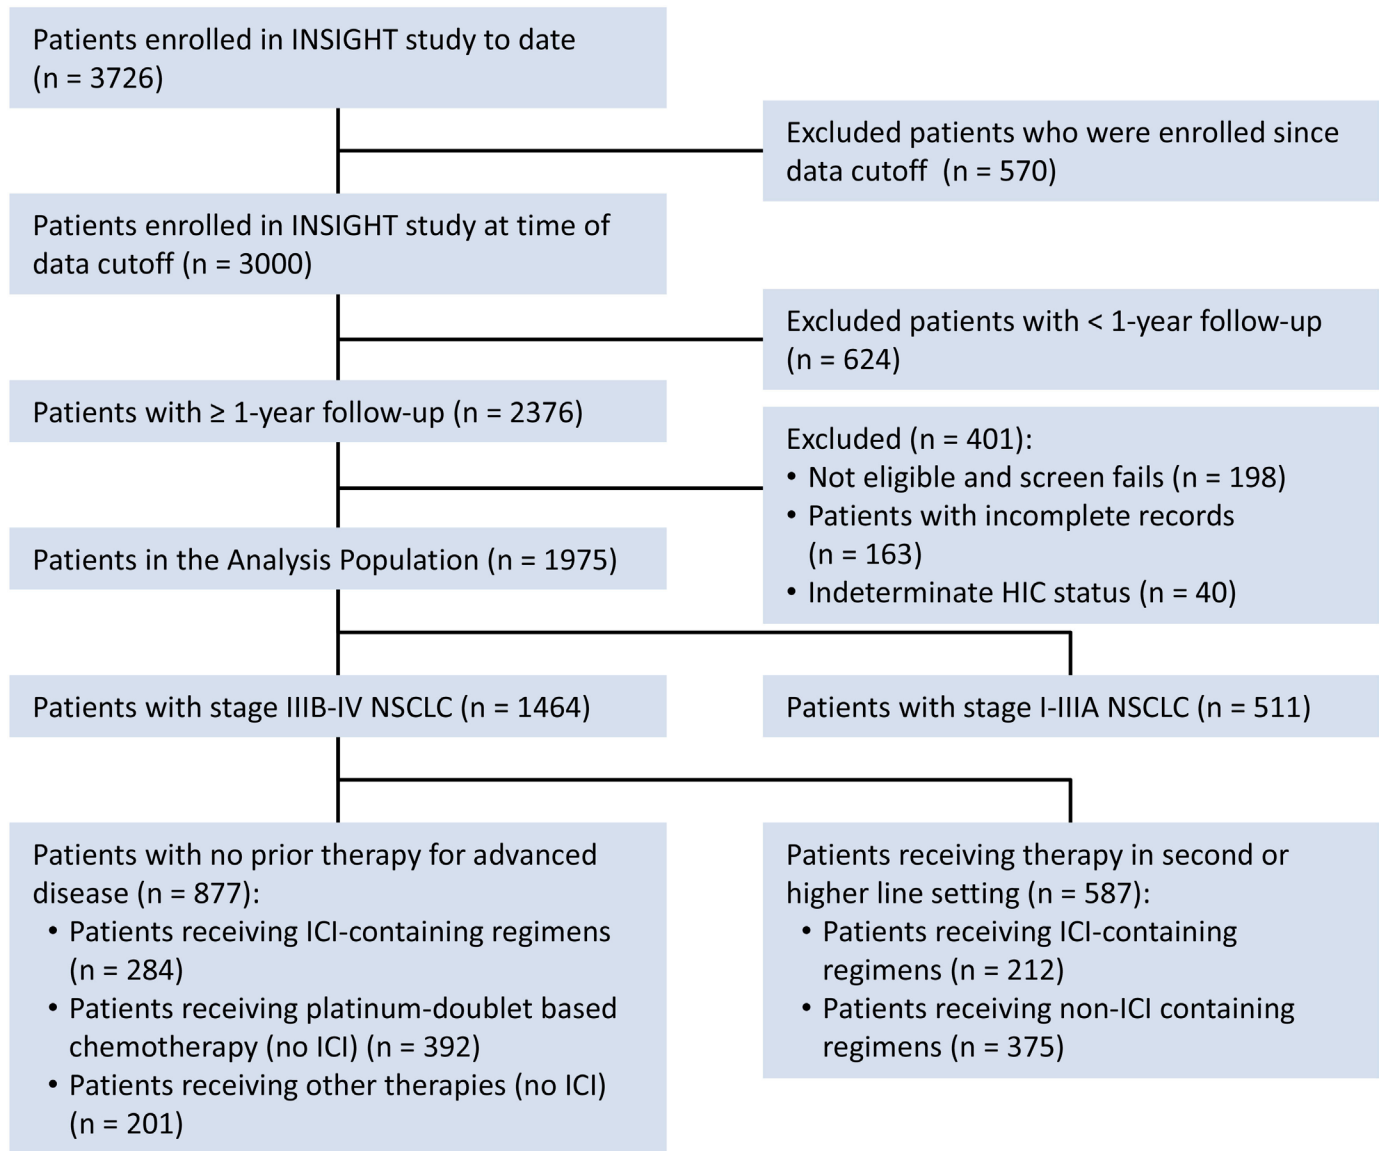 Patients enrolled in INSIGHT study to date
(n = 3726)
Excluded patients who were enrolled since
data cutoff  (n = 570)
Patients enrolled in INSIGHT study at time of
data cutoff (n = 3000)
Excluded patients with < 1-year follow-up
(n = 624)
Patients with ≥ 1-year follow-up (n = 2376)
Excluded (n = 401):
• Not eligible and screen fails (n = 198)
• Patients with incomplete records
(n = 163)
• Indeterminate HIC status (n = 40)
Patients in the Analysis Population (n = 1975)
Patients with stage IIIB-IV NSCLC (n = 1464)
Patients with stage I-IIIA NSCLC (n = 511)
Patients with no prior therapy for advanced
disease (n = 877):
• Patients receiving ICI-containing regimens
(n = 284)
• Patients receiving platinum-doublet based
chemotherapy (no ICI) (n = 392)
• Patients receiving other therapies (no ICI)
(n = 201)
Patients receiving therapy in second or
higher line setting (n = 587):
• Patients receiving ICI-containing
regimens (n = 212)
• Patients receiving non-ICI containing
regimens (n = 375)